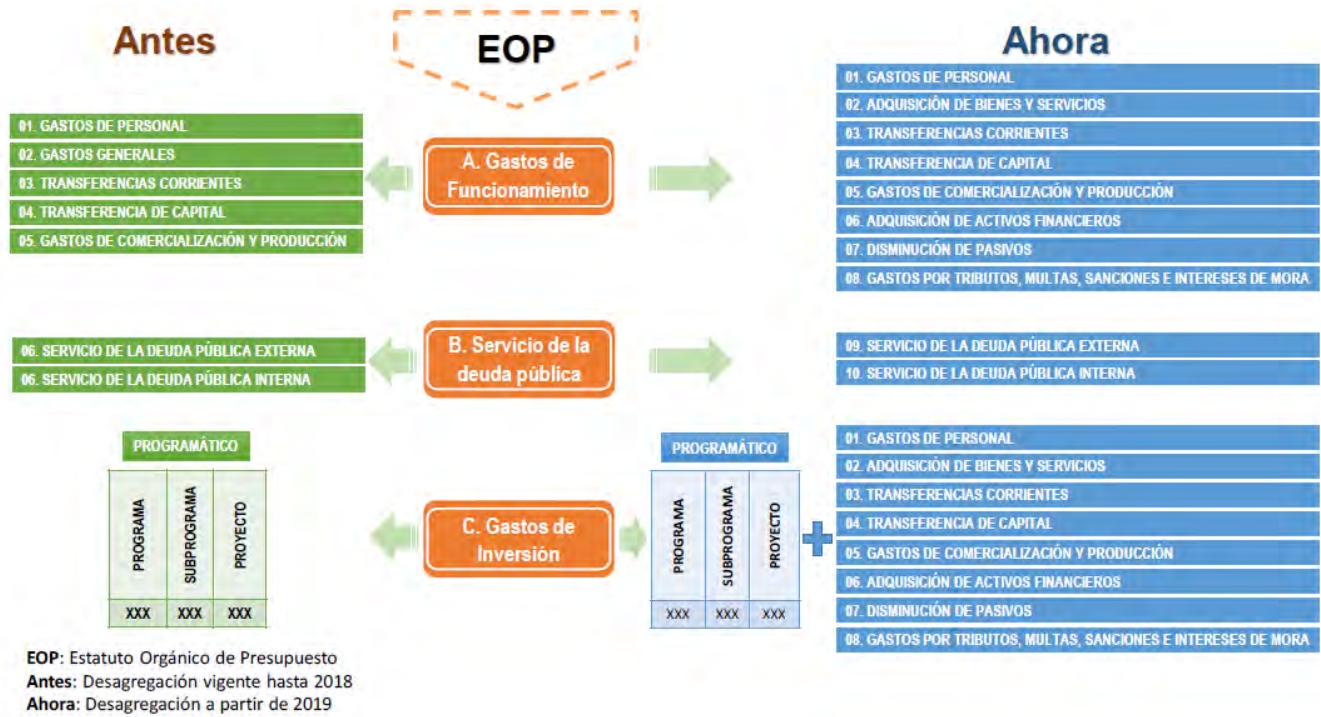 Antes
EOP
Ahora
01. GASTOS DE PERSONAL
02. GASTOS GENERALES
03. TRANSFERENCIAS CORRIENTES
04. TRANSFERENCIA DE CAPITAL
05. GASTOS DE COMERCIALIZACIÓN Y PRODUCCIÓN
A. Gastos de
Funcionamiento
01. GASTOS DE PERSONAL
02. ADQUISICIÓN DE BIENES Y SERVICIOS
03. TRANSFERENCIAS CORRIENTES
04. TRANSFERENCIA DE CAPITAL
05. GASTOS DE COMERCIALIZACIÓN Y PRODUCCIÓN
06. ADQUISICIÓN DE ACTIVOS FINANCIEROS
07. DISMINUCIÓN DE PASIVOS
08. GASTOS POR TRIBUTOS, MULTAS, SANCIONES E INTERESES DE MORA
06. SERVICIO DE LA DEUDA PÚBLICA EXTERNA
06. SERVICIO DE LA DEUDA PÚBLICA INTERNA
B. Servicio de la
deuda pública
09. SERVICIO DE LA DEUDA PÚBLICA EXTERNA
10. SERVICIO DE LA DEUDA PÚBLICA INTERNA
PROGRAMÁTICO
PROGRAMA
SUBPROGRAMA
PROYECTO
XXX XXX XXX
C. Gastos de
Inversión
PROGRAMÁTICO
PROGRAMA
SUBPROGRAMA
PROYECTO
XXX XXX XXX
01. GASTOS DE PERSONAL
02. ADQUISICIÓN DE BIENES Y SERVICIOS
03. TRANSFERENCIAS CORRIENTES
04. TRANSFERENCIA DE CAPITAL
05. GASTOS DE COMERCIALIZACIÓN Y PRODUCCIÓN
06. ADQUISICIÓN DE ACTIVOS FINANCIEROS
07. DISMINUCIÓN DE PASIVOS
08. GASTOS POR TRIBUTOS, MULTAS, SANCIONES E INTERESES DE MORA
EOP: Estatuto Orgánico de Presupuesto
Antes: Desagregación vigente hasta 2018
Ahora: Desagregación a partir de 2019